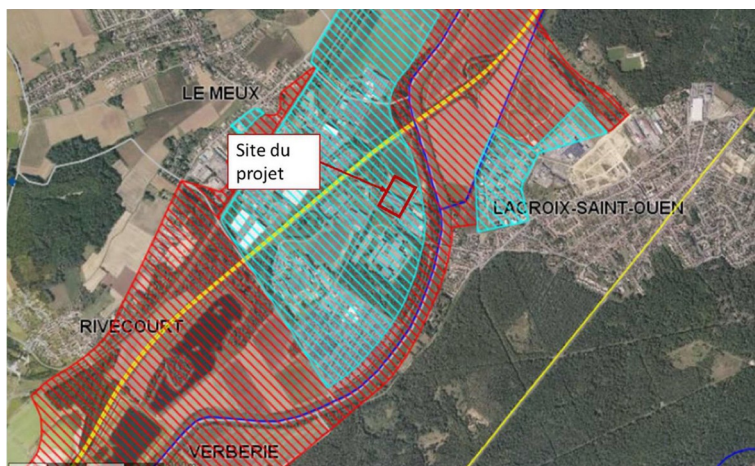 LE MEUX
Site du
projet
LACROIX-SAINT-OUEN
RIVECOURT
VERBERIE